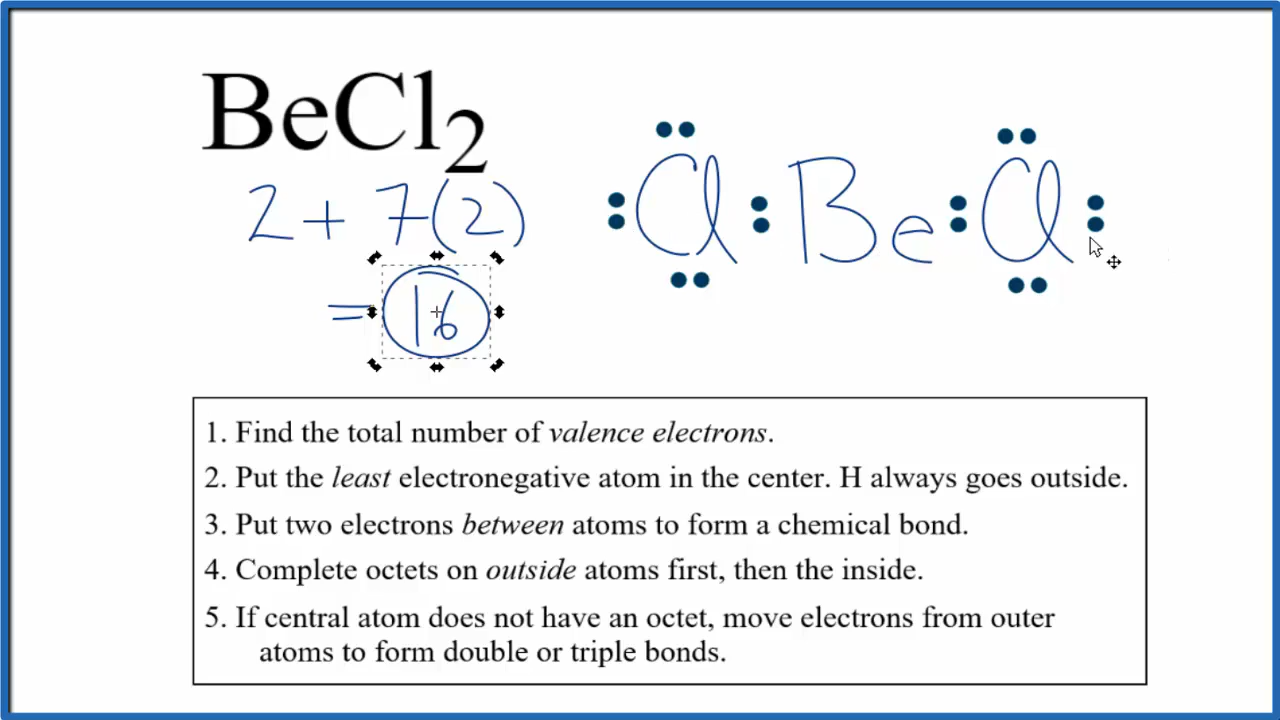 BeCl2
2 + 7(2)
= 16
Cl Be Cl
1. Find the total number of valence electrons.
2. Put the least electronegative atom in the center. H always goes outside.
3. Put two electrons between atoms to form a chemical bond.
4. Complete octets on outside atoms first, then the inside.
5. If central atom does not have an octet, move electrons from outer
atoms to form double or triple bonds.